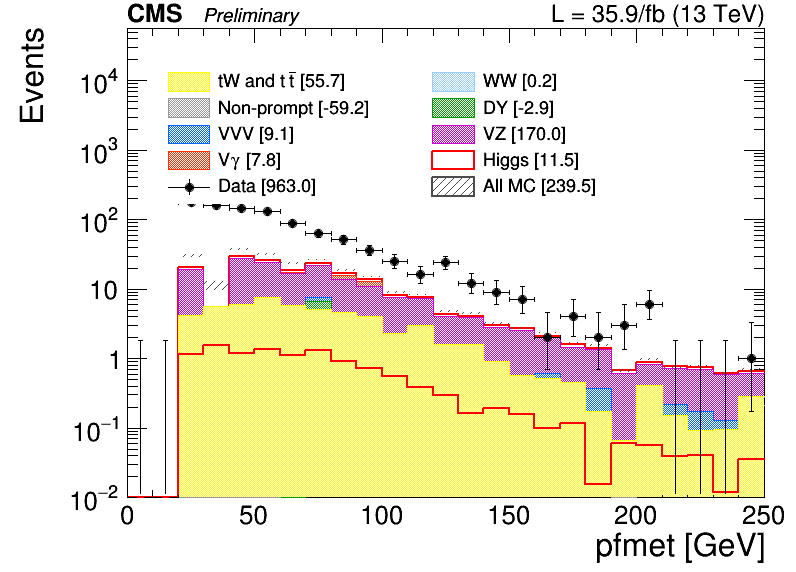 CMS Preliminary L = 35.9/fb (13 TeV)
Events
10⁴
10³
10²
10
1
10⁻¹
10⁻²
tW and t t̅ [55.7] WW [0.2]
Non-prompt [-59.2] DY [-2.9]
VVV [9.1] VZ [170.0]
Vγ [7.8] Higgs [11.5]
Data [963.0] All MC [239.5]
0 50 100 150 200 250
pfmet [GeV]